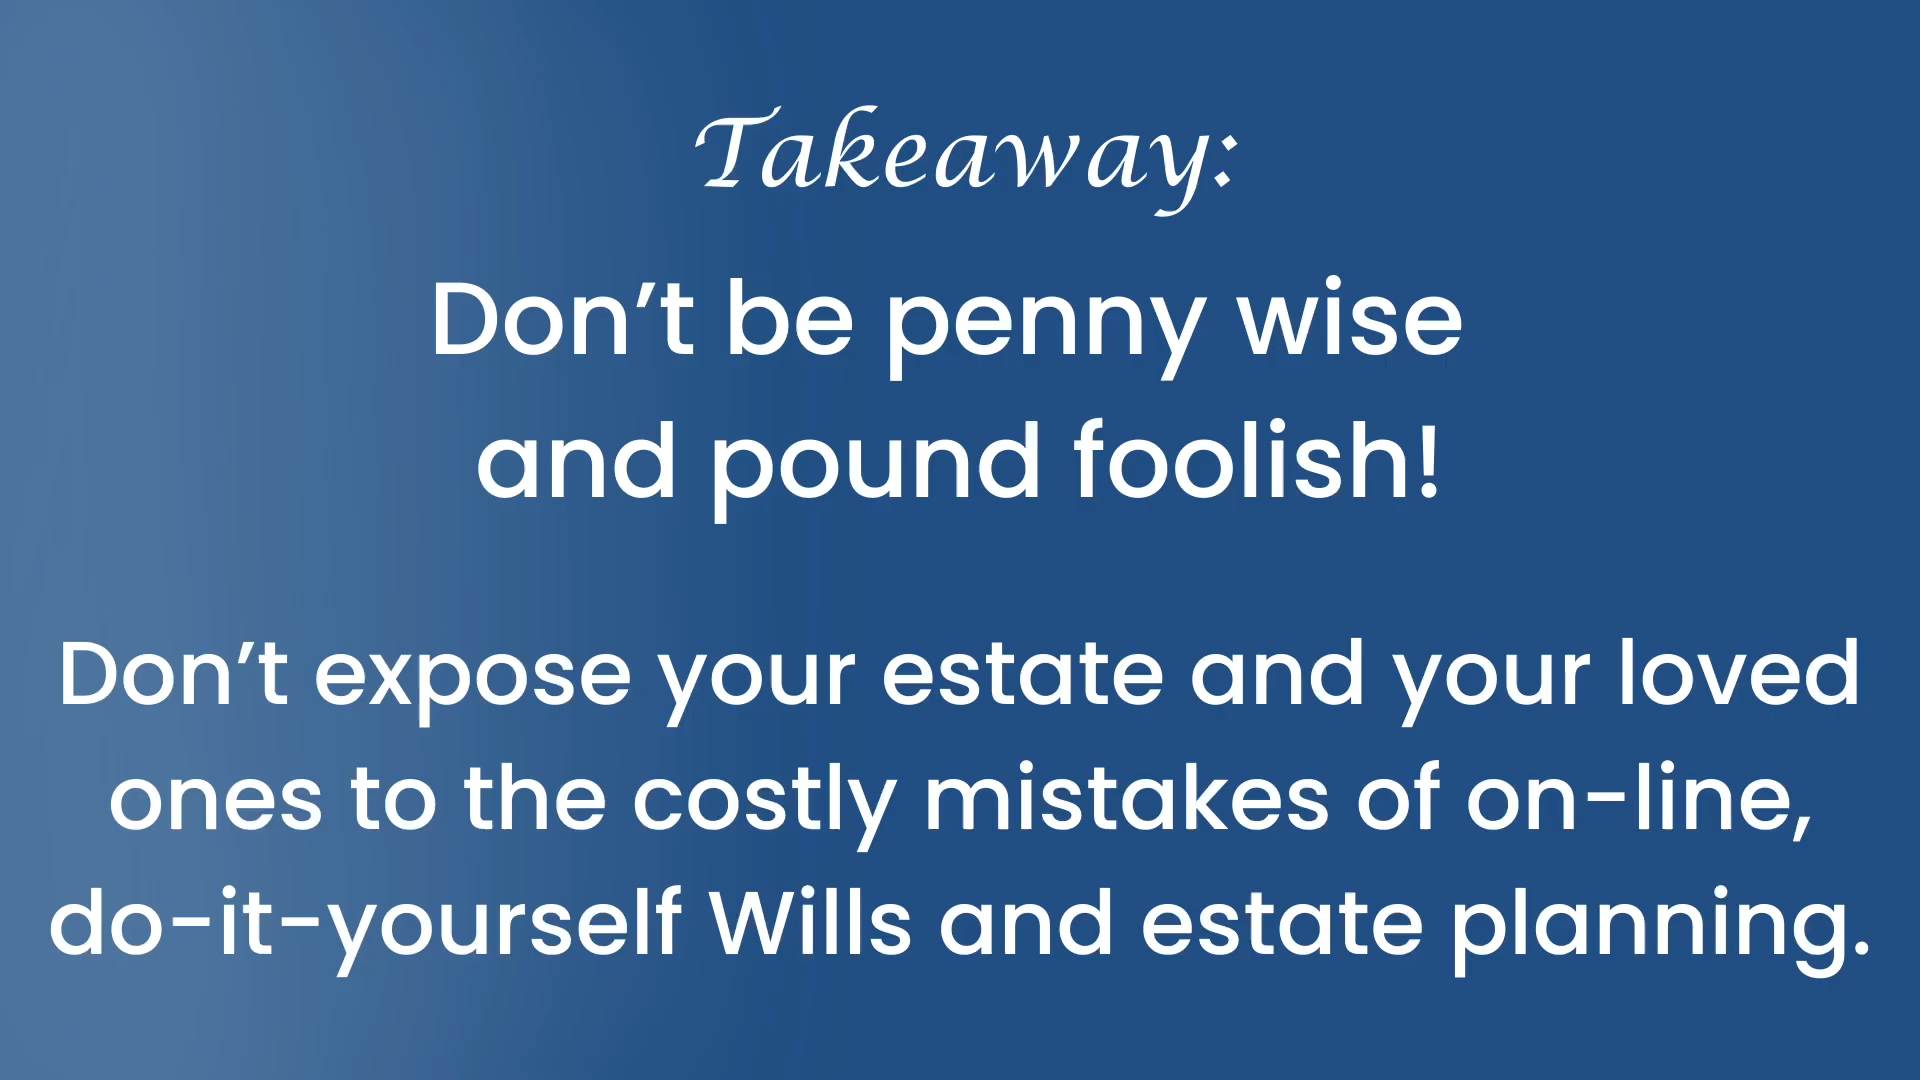 Takeaway:
Don’t be penny wise
and pound foolish!
Don’t expose your estate and your loved
ones to the costly mistakes of on-line,
do-it-yourself Wills and estate planning.